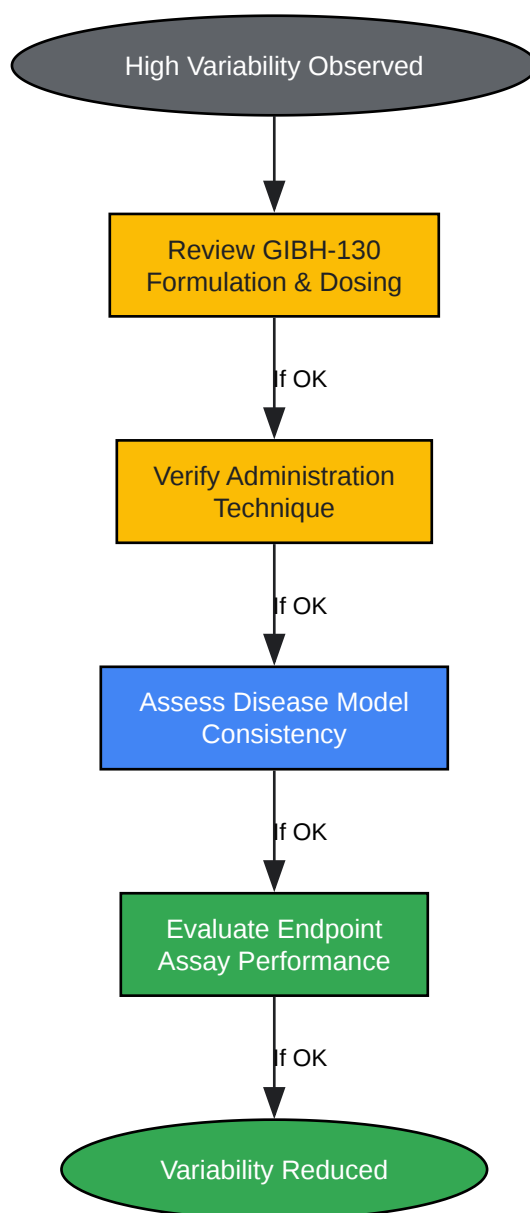 High Variability Observed
Review GIBH-130
Formulation & Dosing
If OK
Verify Administration
Technique
If OK
Assess Disease Model
Consistency
If OK
Evaluate Endpoint
Assay Performance
If OK
Variability Reduced